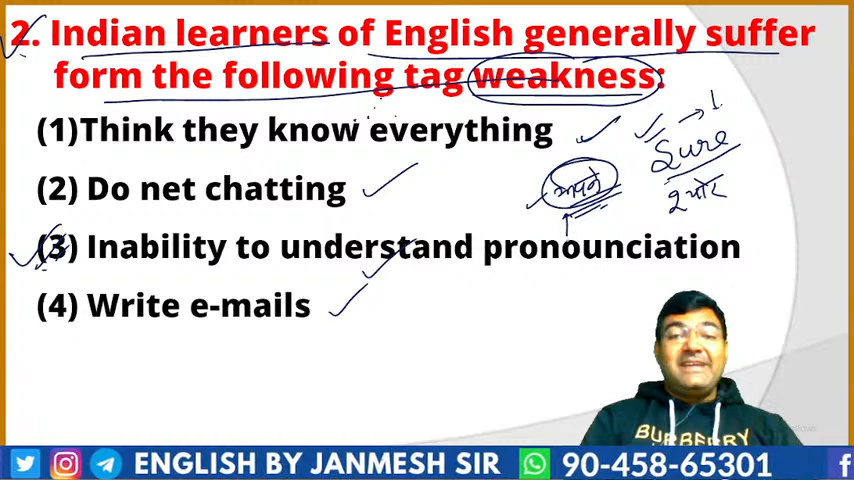 2. Indian learners of English generally suffer
form the following tag weakness:
(1)Think they know everything
1.
Sure
(2) Do net chatting
(3) Inability to understand pronounciation
(4) Write e-mails
BURBERRY
ENGLISH BY JANMESH SIR 90-458-65301